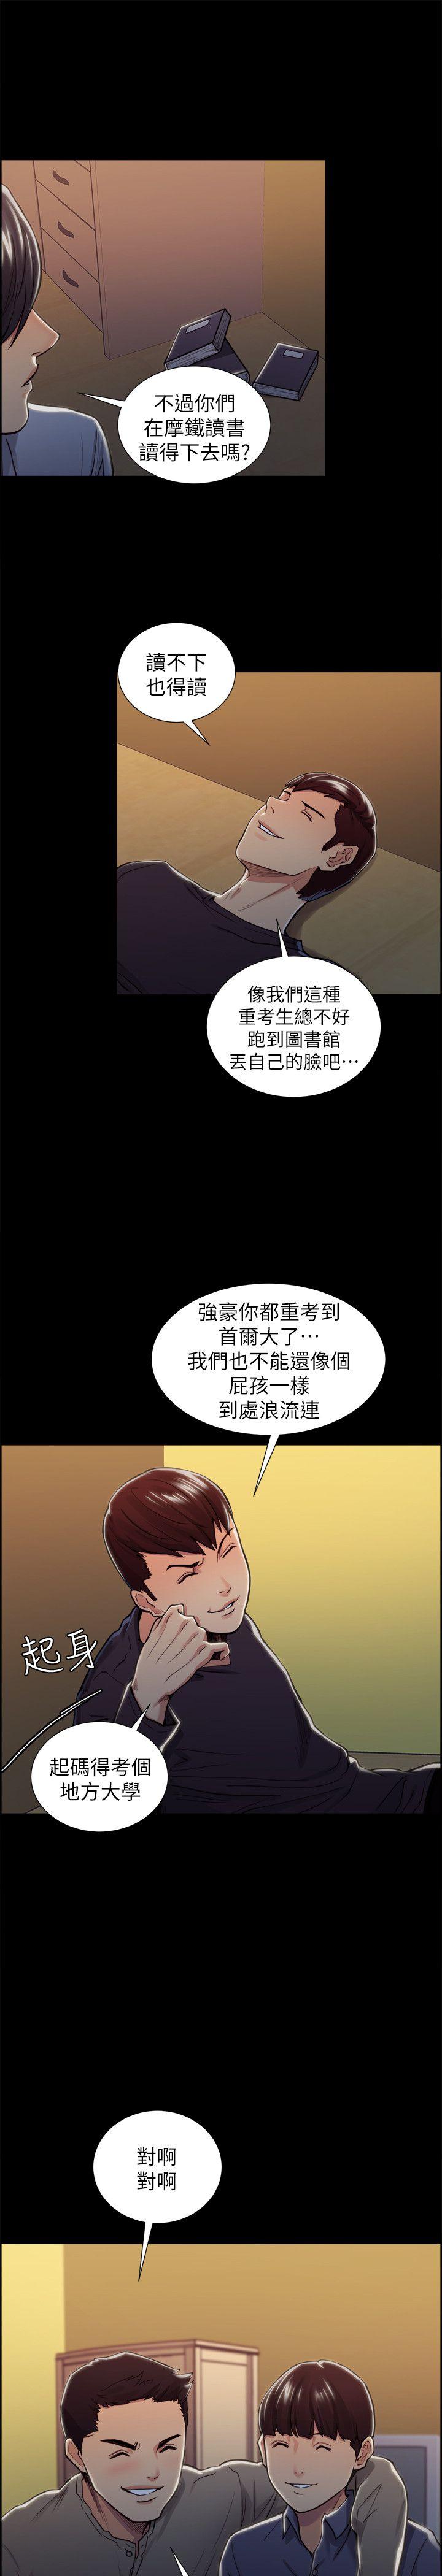 不過你們
在摩鐵讀書
讀得下去嗎?
讀不下
也得讀
像我們這種
重考生總不好
跑到圖書館
丟自己的臉吧…
強豪你都重考到
首爾大了…
我們也不能還像個
屁孩一樣
到處浪流連
起身
起碼得考個
地方大學
對啊
對啊